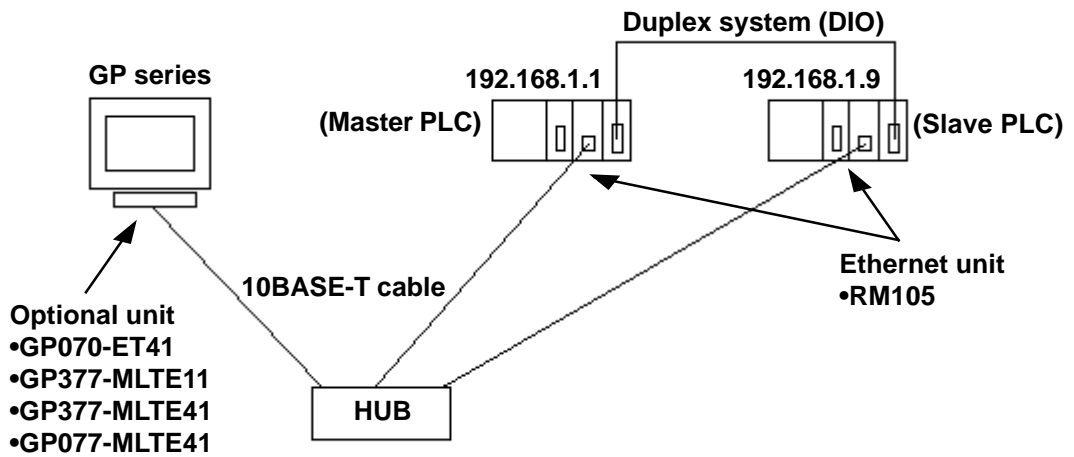 Duplex system (DIO)
GP series
192.168.1.1
192.168.1.9
(Master PLC)
(Slave PLC)
10BASE-T cable
Ethernet unit
•RM105
Optional unit
•GP070-ET41
•GP377-MLTE11
•GP377-MLTE41
•GP077-MLTE41
HUB